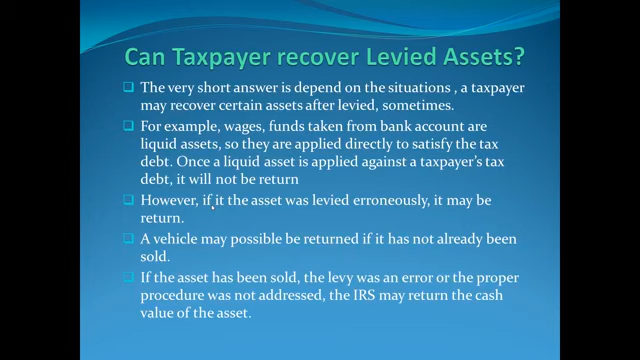 Can Taxpayer recover Levied Assets?
The very short answer is depend on the situations , a taxpayer
may recover certain assets after levied, sometimes.
For example, wages, funds taken from bank account are
liquid assets, so they are applied directly to satisfy the tax
debt. Once a liquid asset is applied against a taxpayer's tax
debt, it will not be return
However, if it the asset was levied erroneously, it may be
return.
A vehicle may possible be returned if it has not already been
sold.
If the asset has been sold, the levy was an error or the proper
procedure was not addressed, the IRS may return the cash
value of the asset.